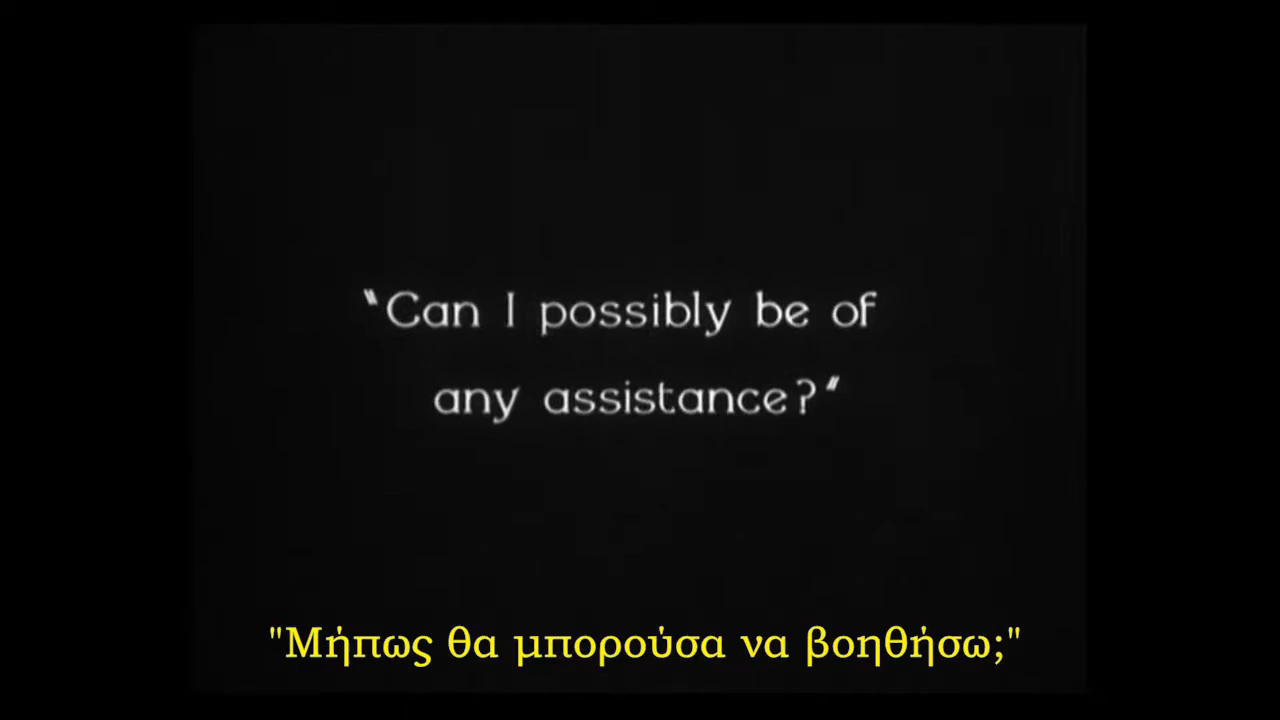 "Can I possibly be of
any assistance?"
"Μήπως θα μπορούσα να βοηθήσω;"